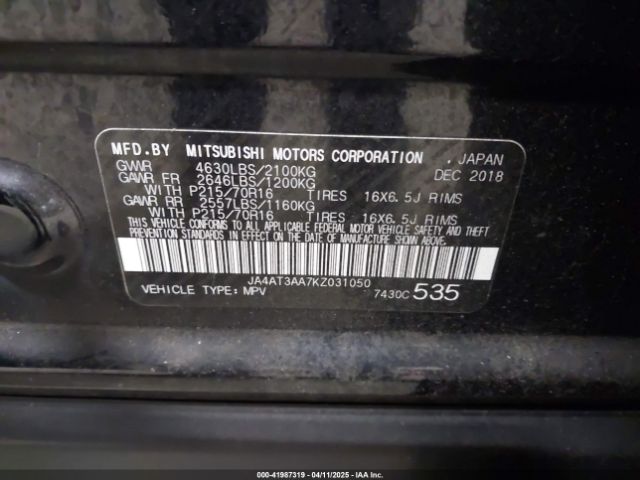 MFD.BY MITSUBISHI MOTORS CORPORATION .JAPAN
GVWR 4630LBS/2100KG DEC 2018
GAWR FR 2646LBS/1200KG
WITH P215/70R16 TIRES 16X6.5J RIMS
GAWR RR 2557LBS/1160KG
WITH P215/70R16 TIRES 16X6.5J RIMS
THIS VEHICLE CONFORMS TO ALL APPLICABLE FEDERAL MOTOR VEHICLE SAFETY AND THEFT
PREVENTION STANDARDS IN EFFECT ON THE DATE OF MANUFACTURE SHOWN ABOVE.
JA4AT3AA7KZ031050
VEHICLE TYPE:MPV 7430C 535
000-41987319 - 04/11/2025 - IAAI.CA